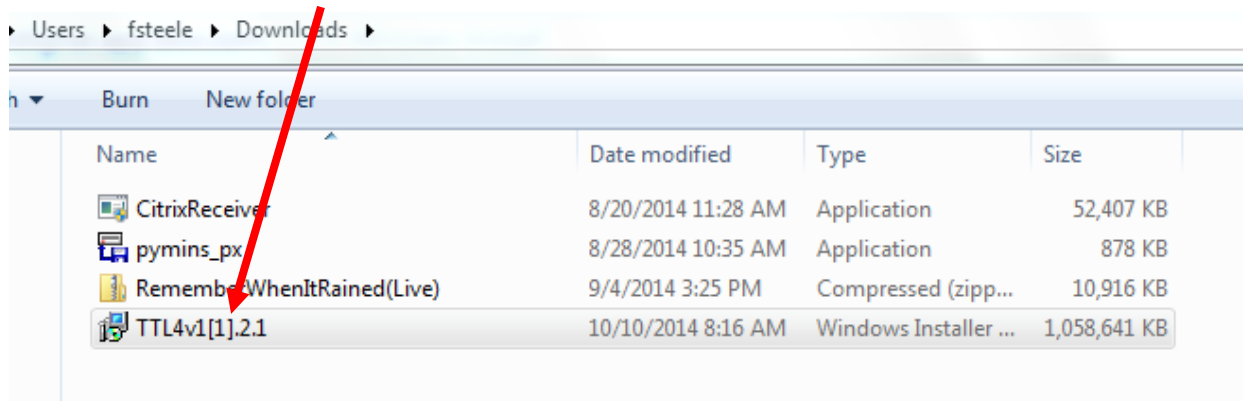 Users ▸ fsteele ▸ Downloads ▸
Burn New folder
Name Date modified Type Size
CitrixReceiver 8/20/2014 11:28 AM Application 52,407 KB
pymins_px 8/28/2014 10:35 AM Application 878 KB
RememberWhenItRained(Live) 9/4/2014 3:25 PM Compressed (zipp... 10,916 KB
TTL4v1[1].2.1 10/10/2014 8:16 AM Windows Installer ... 1,058,641 KB